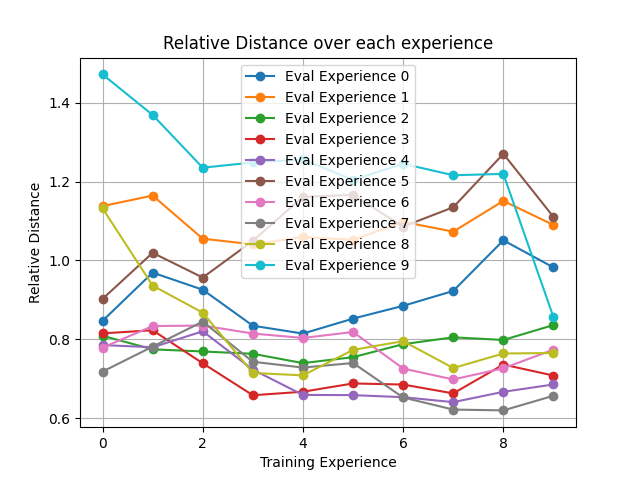 Relative Distance over each experience
Eval Experience 0
Eval Experience 1
Eval Experience 2
Eval Experience 3
Eval Experience 4
Eval Experience 5
Eval Experience 6
Eval Experience 7
Eval Experience 8
Eval Experience 9
1.4
1.2
1.0
0.8
0.6
Relative Distance
0 2 4 6 8
Training Experience